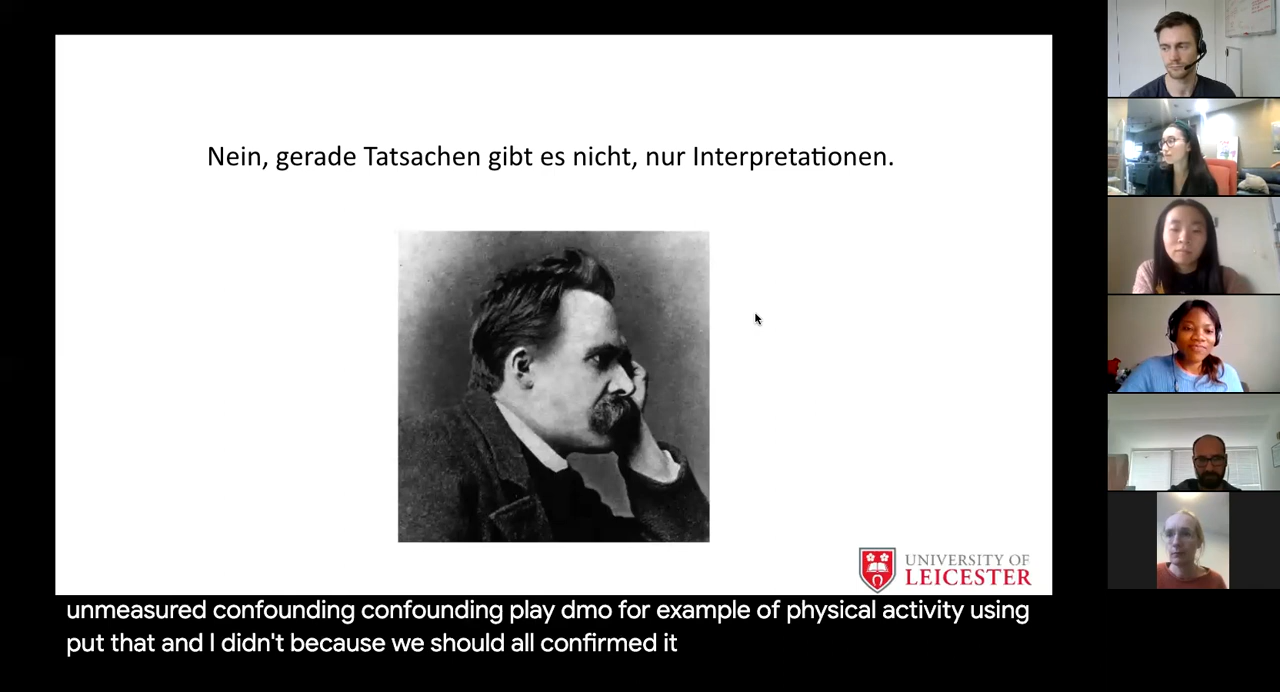 Nein, gerade Tatsachen gibt es nicht, nur Interpretationen.
UNIVERSITY OF
LEICESTER
unmeasured confounding confounding play dmo for example of physical activity using
put that and I didn't because we should all confirmed it